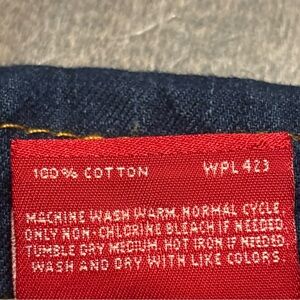 100% COTTON WPL 423
MACHINE WASH WARM, NORMAL CYCLE,
ONLY NON-CHLORINE BLEACH IF NEEDED.
TUMBLE DRY MEDIUM, HOT IRON IF NEEDED.
WASH AND DRY WITH LIKE COLORS.